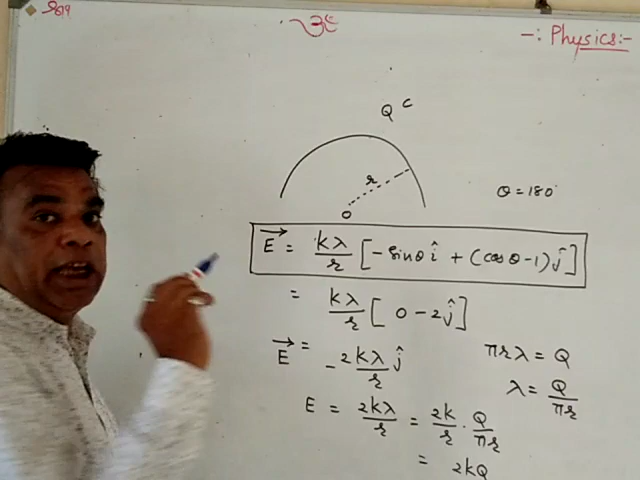 -: Physics:-
Q C
r
O
θ = 180°
E⃗ = kλ/r [-sinθ î + (cosθ-1)ĵ]
= kλ/r [0-2ĵ]
E⃗ = -2kλ/r ĵ
πrλ = Q
λ = Q/πr
E = 2kλ/r = 2k/r · Q/πr
= 2kQ